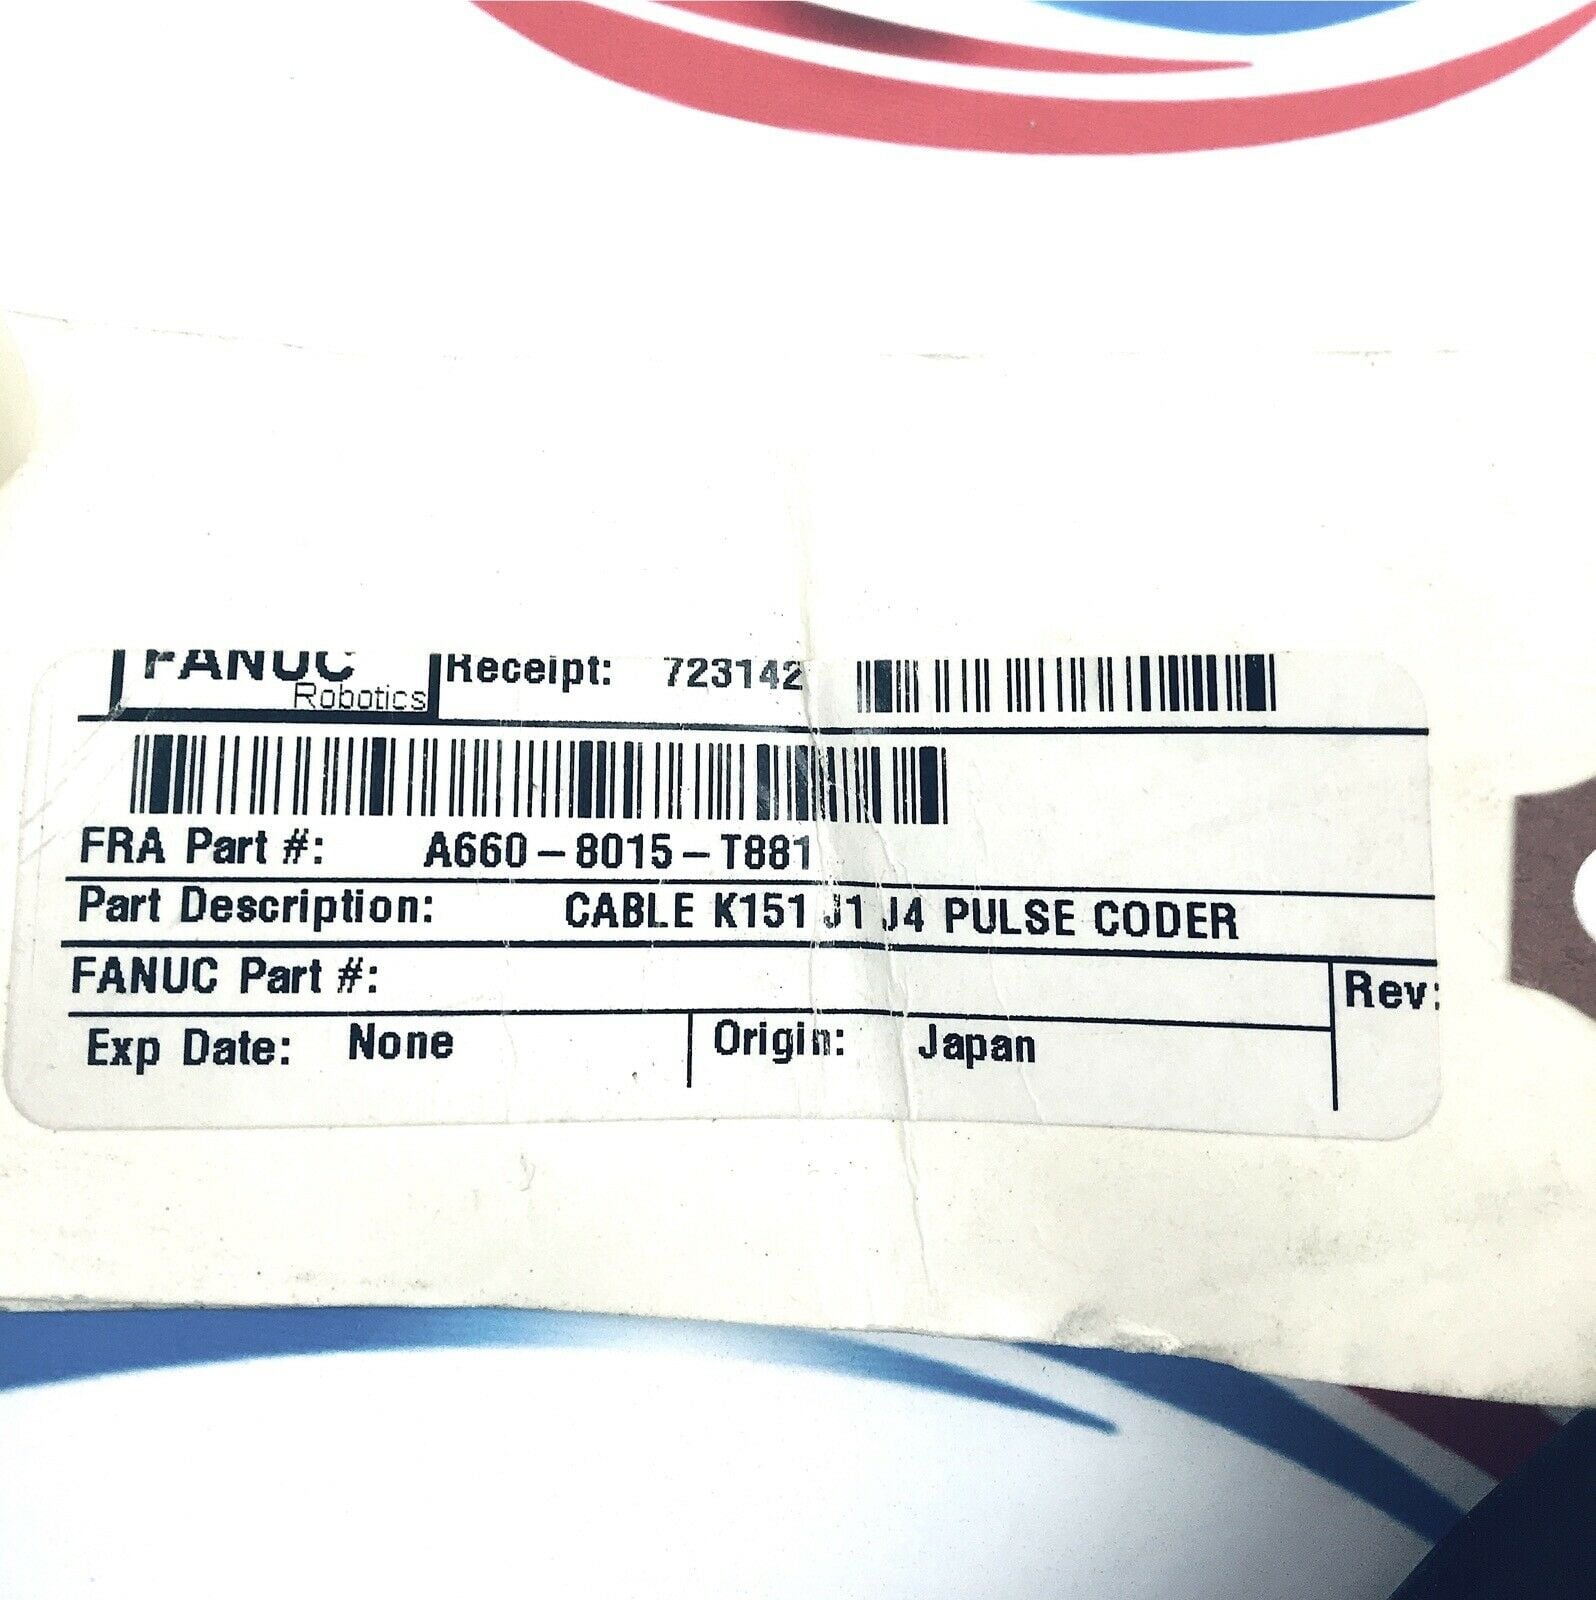 FANUC Receipt: 723142
Robotics
FRA Part #: A660-8015-T881
Part Description: CABLE K151 J1 J4 PULSE CODER
FANUC Part #:
Rev:
Exp Date: None Origin: Japan